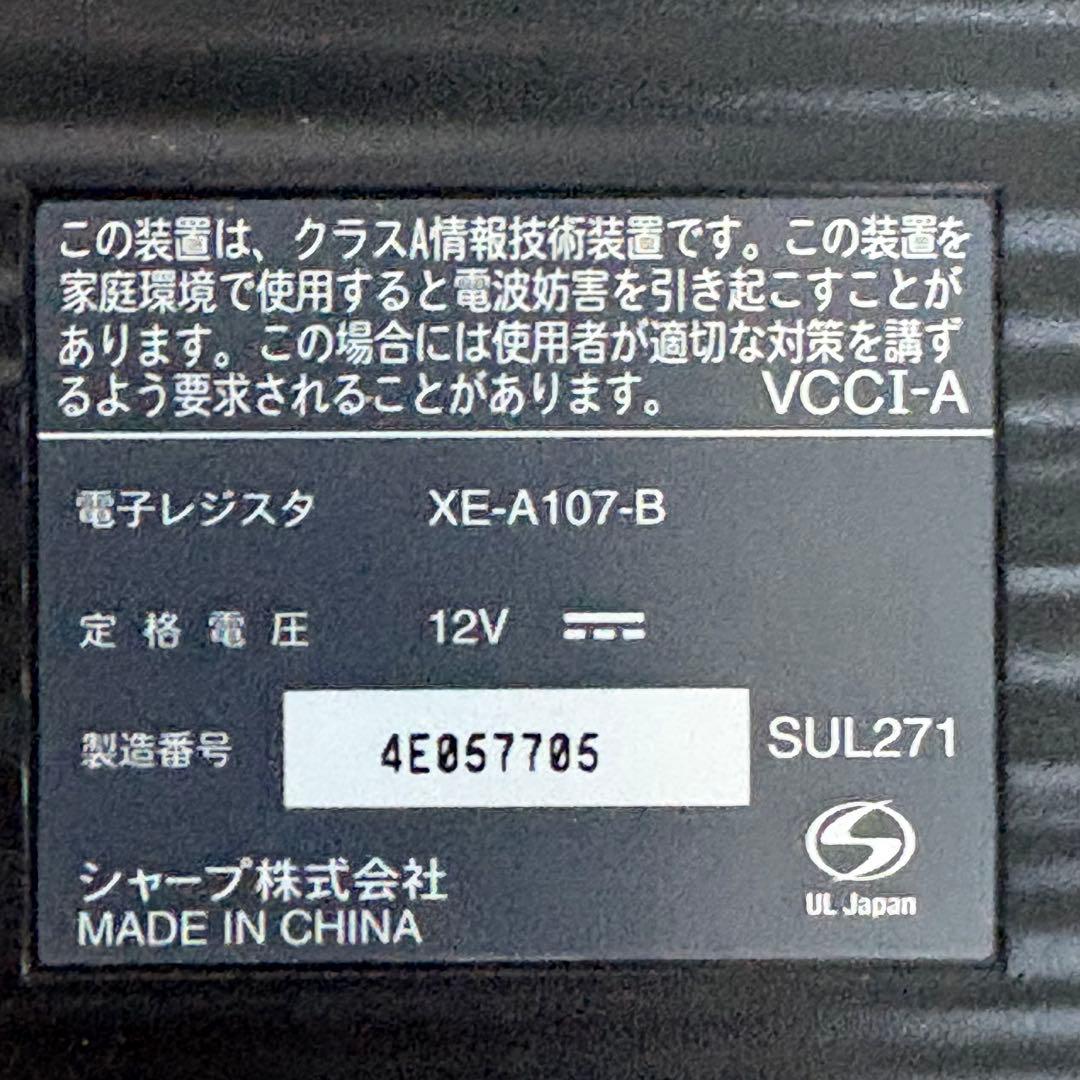 この装置は、クラスA情報技術装置です。この装置を
家庭環境で使用すると電波妨害を引き起こすことが
あります。この場合には使用者が適切な対策を講ず
るよう要求されることがあります。 VCCI-A
電子レジスタ XE-A107-B
定格電圧 12V
製造番号 4E057705 SUL271
UL Japan
シャープ株式会社
MADE IN CHINA